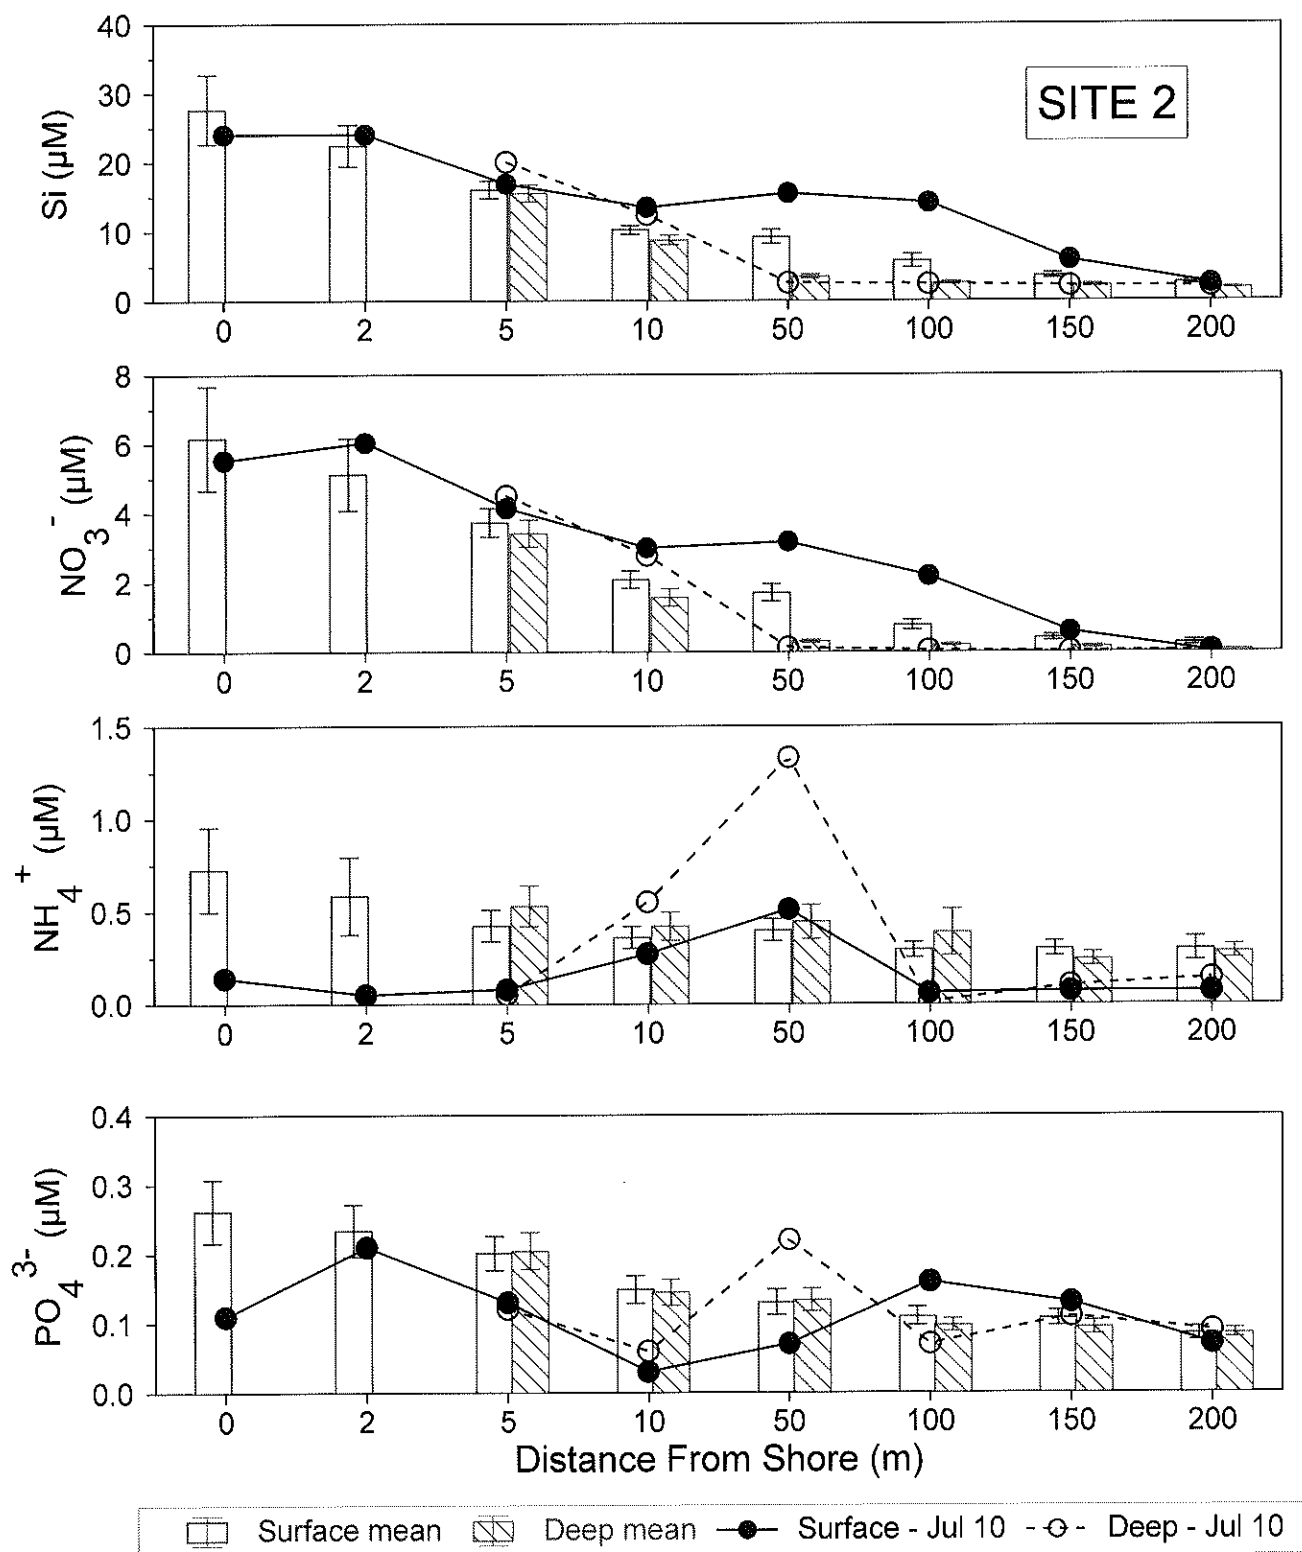 SITE 2
Si (µM)
40
30
20
10
0
0 2 5 10 50 100 150 200
NO3- (µM)
8
6
4
2
0
0 2 5 10 50 100 150 200
NH4+ (µM)
1.5
1.0
0.5
0.0
0 2 5 10 50 100 150 200
PO4 3- (µM)
0.4
0.3
0.2
0.1
0.0
0 2 5 10 50 100 150 200
Distance From Shore (m)
Surface mean Deep mean Surface - Jul 10 Deep - Jul 10